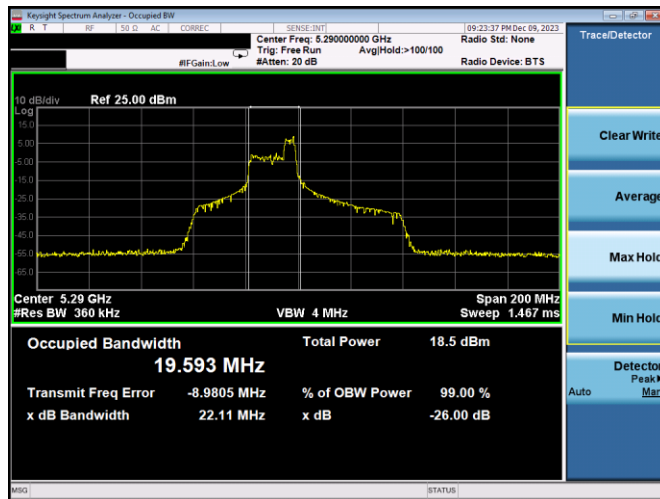 Keysight Spectrum Analyzer - Occupied BW
LXI R T RF 50 Ω AC CORREC SENSE:INT 09:23:37 PM Dec 09, 2023
Center Freq: 5.290000000 GHz Radio Std: None
Trig: Free Run Avg|Hold:>100/100
#IFGain:Low #Atten: 20 dB Radio Device: BTS
Trace/Detector
10 dB/div Ref 25.00 dBm
Log
15.0
5.00
-5.00
-15.0
-25.0
-35.0
-45.0
-55.0
-65.0
Center 5.29 GHz Span 200 MHz
#Res BW 360 kHz VBW 4 MHz Sweep 1.467 ms
Occupied Bandwidth Total Power 18.5 dBm
19.593 MHz
Transmit Freq Error -8.9805 MHz % of OBW Power 99.00 %
x dB Bandwidth 22.11 MHz x dB -26.00 dB
Clear Write
Average
Max Hold
Min Hold
Detector
Peak
Auto Man
MSG STATUS